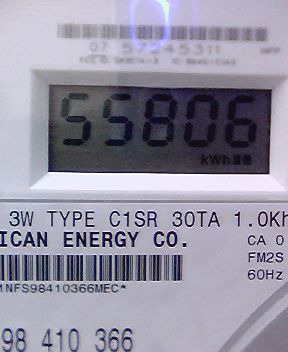 07 57245311
55806
kWh
3W TYPE C1SR 30TA 1.0Kh
ICAN ENERGY CO.
CA 0
FM2S
60Hz
1NFS98410366MEC*
98 410 366